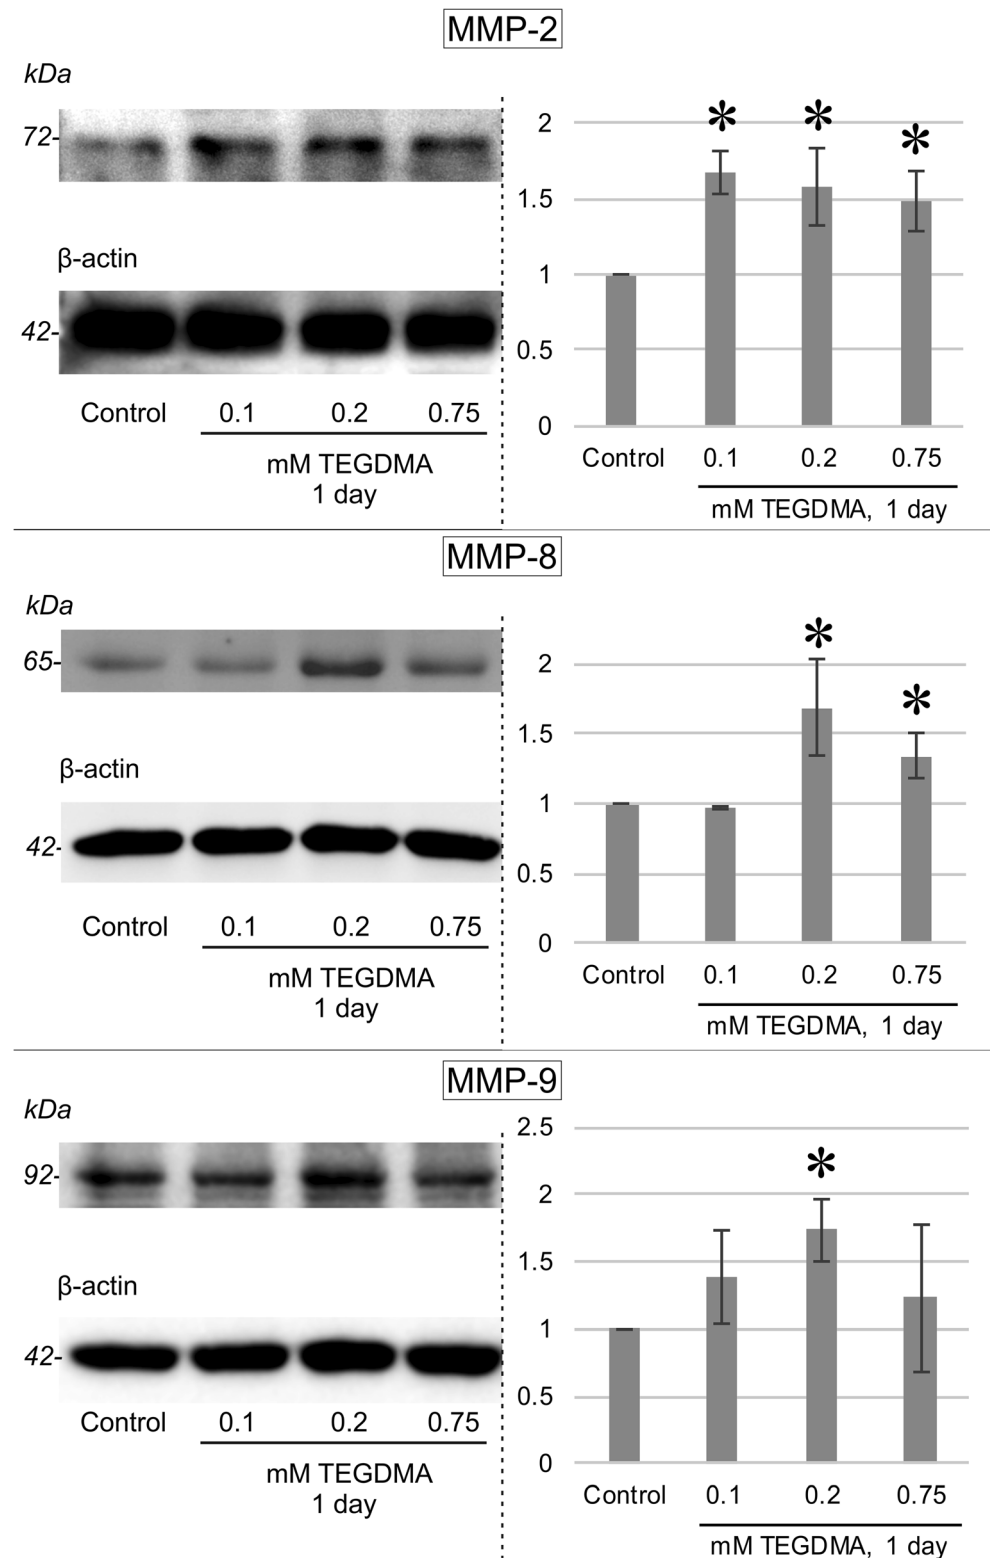 MMP-2
kDa
72-
β-actin
42-
Control 0.1 0.2 0.75
mM TEGDMA
1 day
2
1.5
1
0.5
0
* * *
Control 0.1 0.2 0.75
mM TEGDMA, 1 day
MMP-8
kDa
65-
β-actin
42-
Control 0.1 0.2 0.75
mM TEGDMA
1 day
2
1.5
1
0.5
0
* *
Control 0.1 0.2 0.75
mM TEGDMA, 1 day
MMP-9
kDa
92-
β-actin
42-
Control 0.1 0.2 0.75
mM TEGDMA
1 day
2.5
2
1.5
1
0.5
0
*
Control 0.1 0.2 0.75
mM TEGDMA, 1 day